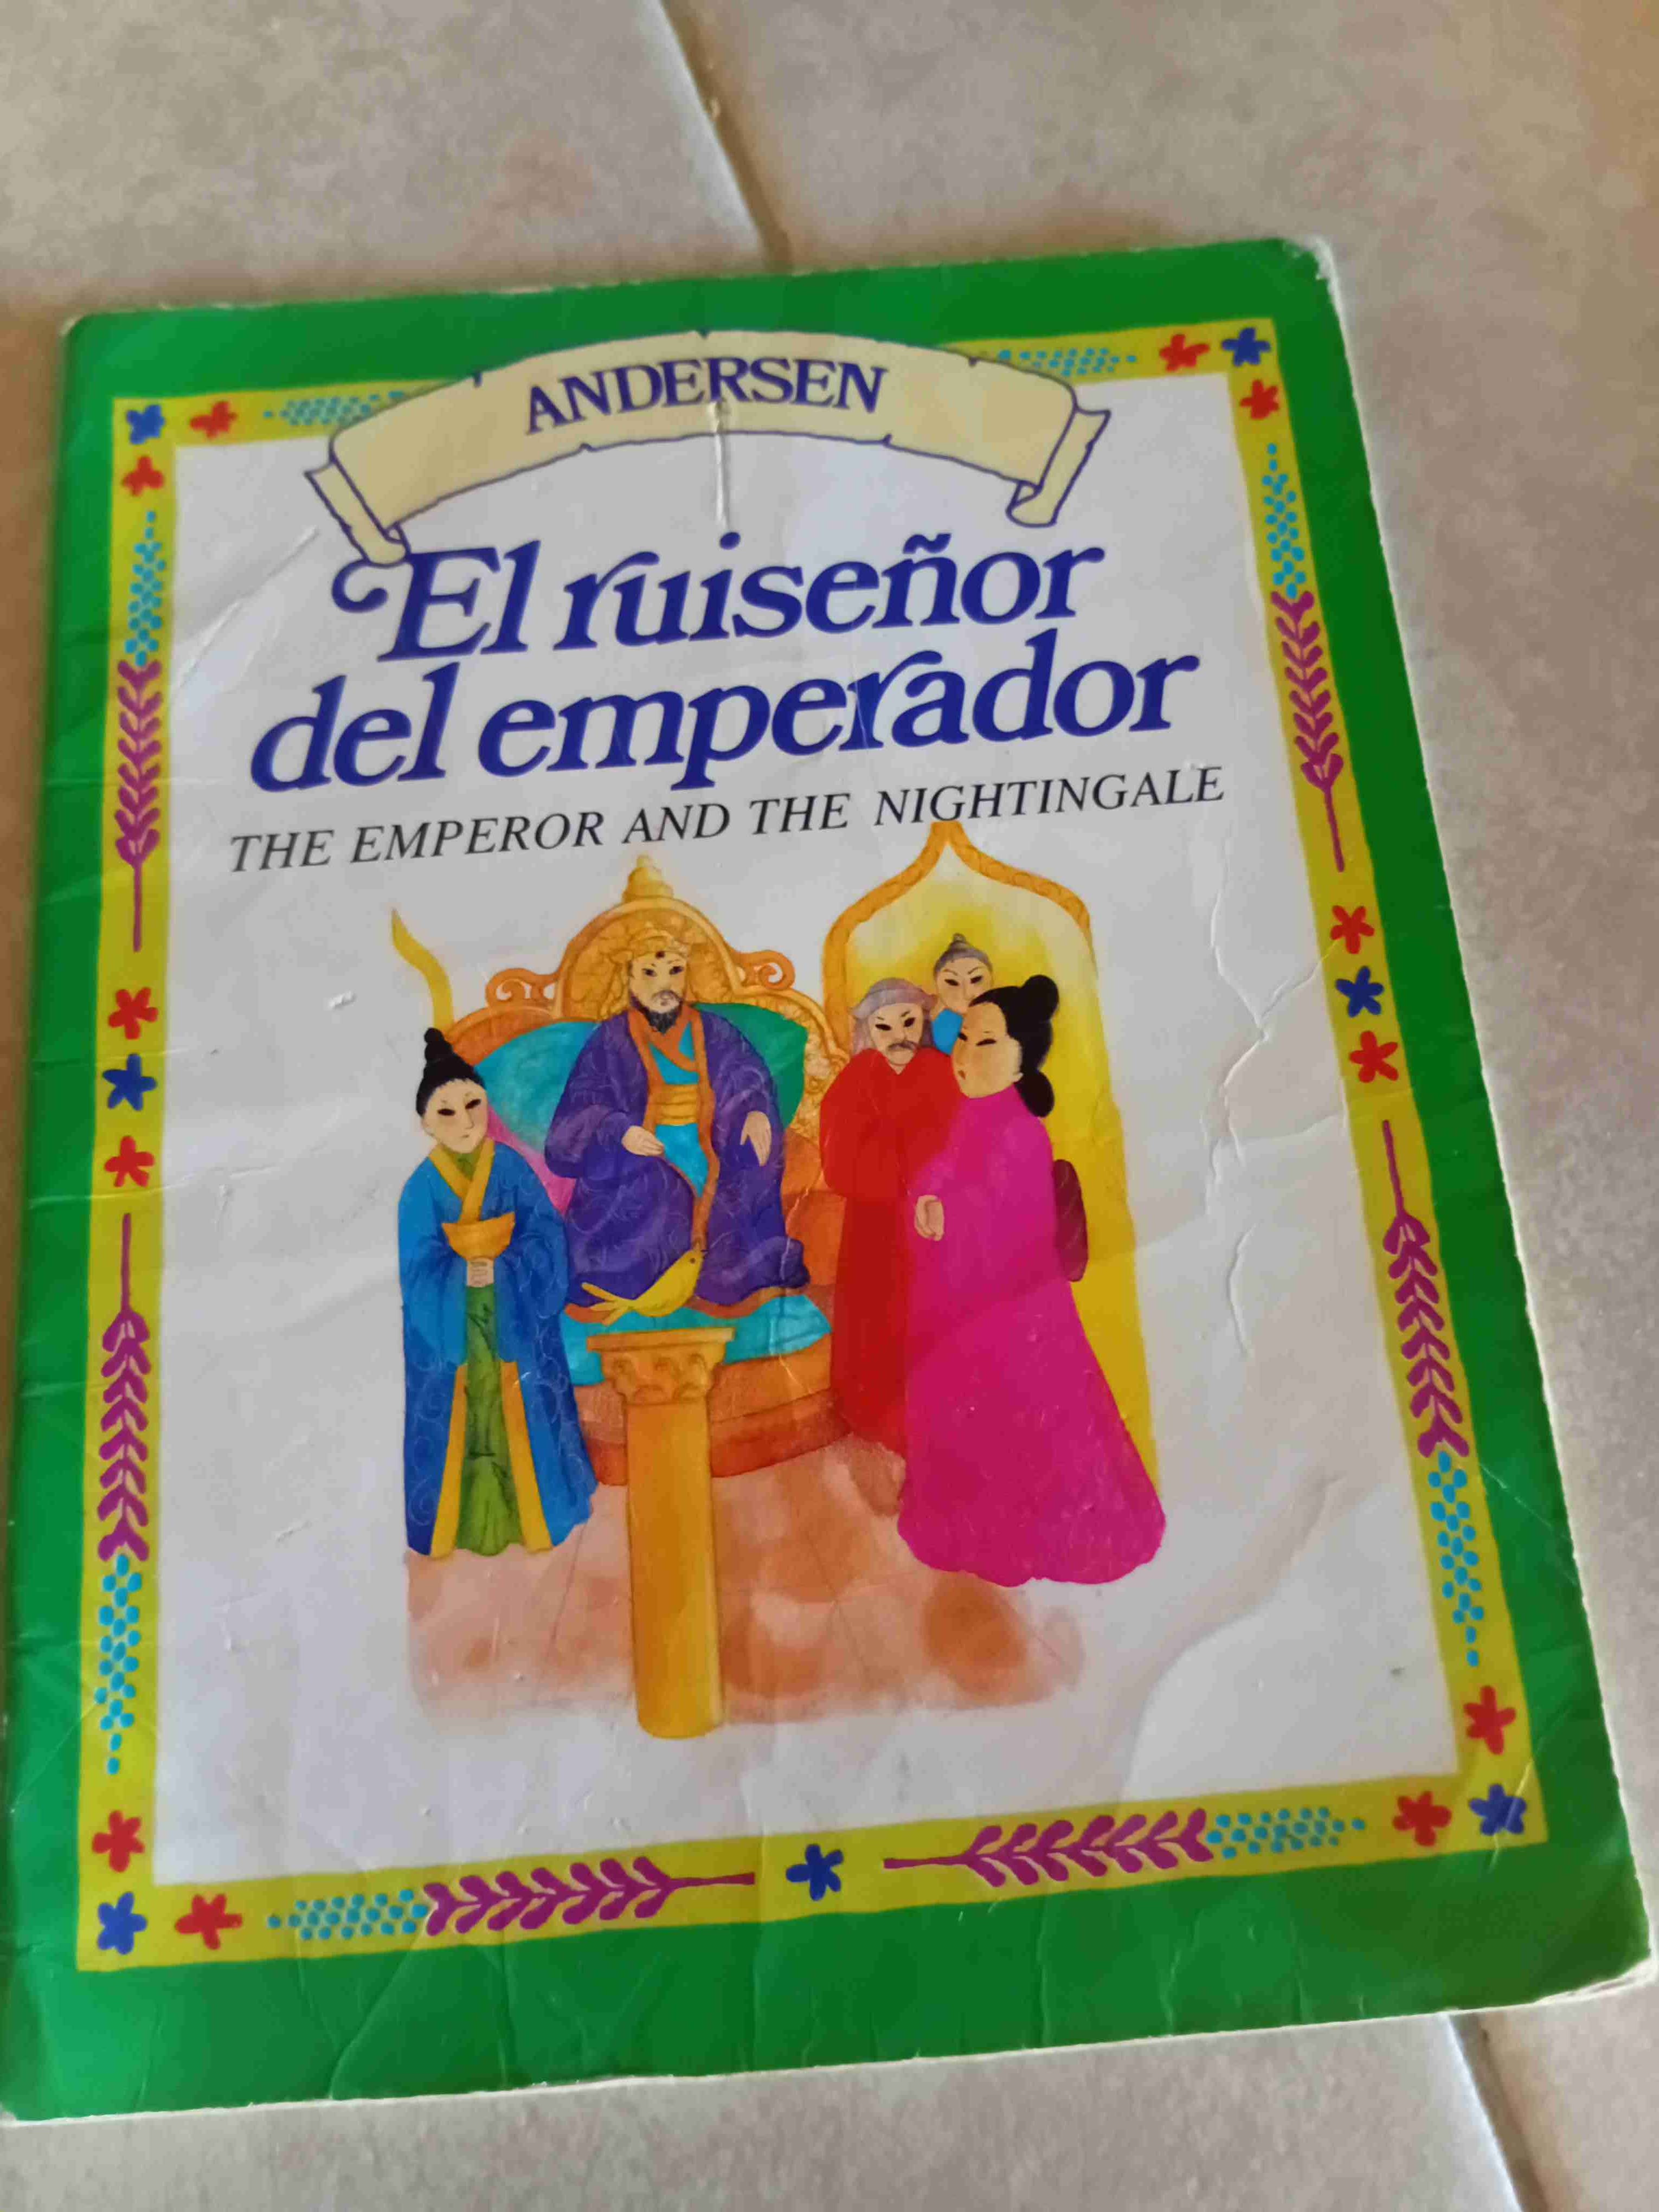 ANDERSEN
El ruiseñor
del emperador
THE EMPEROR AND THE NIGHTINGALE